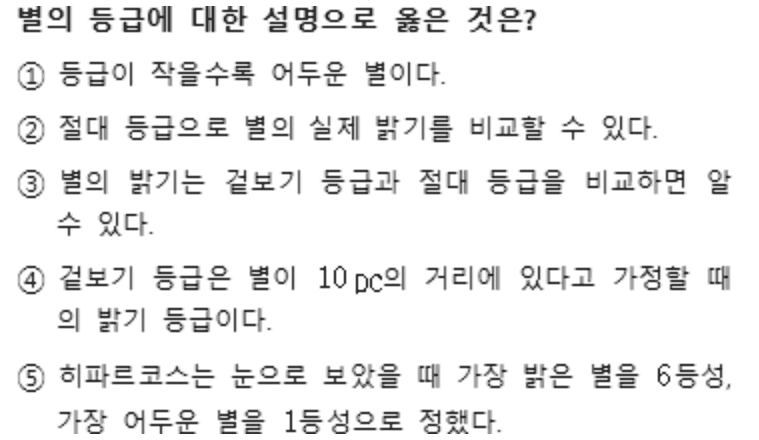 별의 등급에 대한 설명으로 옳은 것은?
① 등급이 작을수록 어두운 별이다.
② 절대 등급으로 별의 실제 밝기를 비교할 수 있다.
③ 별의 밝기는 겉보기 등급과 절대 등급을 비교하면 알
수 있다.
④ 겉보기 등급은 별이 10 pc의 거리에 있다고 가정할 때
의 밝기 등급이다.
⑤ 히파르코스는 눈으로 보았을 때 가장 밝은 별을 6등성,
가장 어두운 별을 1등성으로 정했다.